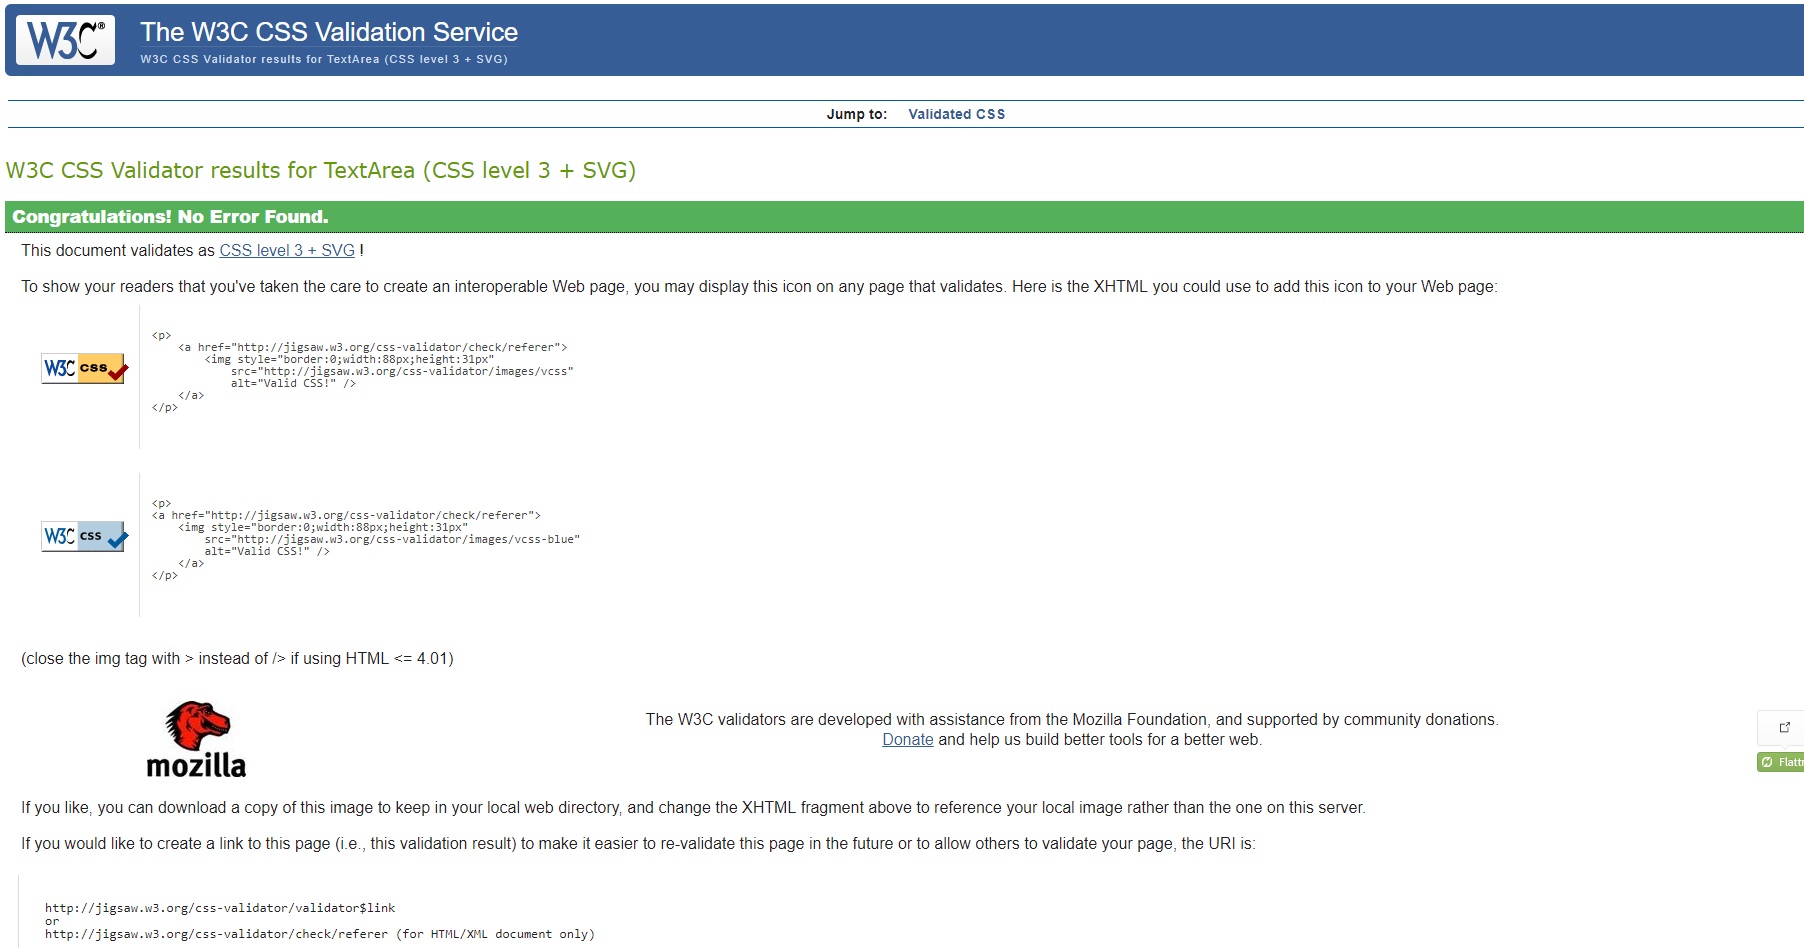 W3C®
The W3C CSS Validation Service
W3C CSS Validator results for TextArea (CSS level 3 + SVG)
Jump to: Validated CSS
W3C CSS Validator results for TextArea (CSS level 3 + SVG)
Congratulations! No Error Found.
This document validates as CSS level 3 + SVG !
To show your readers that you've taken the care to create an interoperable Web page, you may display this icon on any page that validates. Here is the XHTML you could use to add this icon to your Web page:
W3C css
<p>
<a href="http://jigsaw.w3.org/css-validator/check/referer">
<img style="border:0;width:88px;height:31px"
src="http://jigsaw.w3.org/css-validator/images/vcss"
alt="Valid CSS!" />
</a>
</p>
W3C css
<p>
<a href="http://jigsaw.w3.org/css-validator/check/referer">
<img style="border:0;width:88px;height:31px"
src="http://jigsaw.w3.org/css-validator/images/vcss-blue"
alt="Valid CSS!" />
</a>
</p>
(close the img tag with > instead of /> if using HTML <= 4.01)
mozilla
The W3C validators are developed with assistance from the Mozilla Foundation, and supported by community donations.
Donate and help us build better tools for a better web.
Flattr
If you like, you can download a copy of this image to keep in your local web directory, and change the XHTML fragment above to reference your local image rather than the one on this server.
If you would like to create a link to this page (i.e., this validation result) to make it easier to re-validate this page in the future or to allow others to validate your page, the URI is:
http://jigsaw.w3.org/css-validator/validator$link
or
http://jigsaw.w3.org/css-validator/check/referer (for HTML/XML document only)